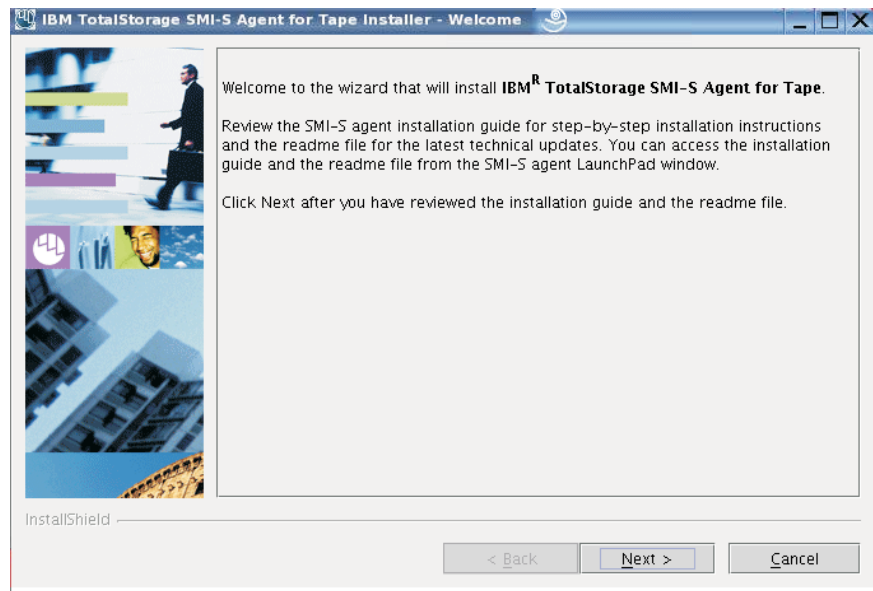 IBM TotalStorage SMI-S Agent for Tape Installer - Welcome
Welcome to the wizard that will install IBM^R TotalStorage SMI-S Agent for Tape.
Review the SMI-S agent installation guide for step-by-step installation instructions
and the readme file for the latest technical updates. You can access the installation
guide and the readme file from the SMI-S agent LaunchPad window.
Click Next after you have reviewed the installation guide and the readme file.
InstallShield
< Back Next > Cancel